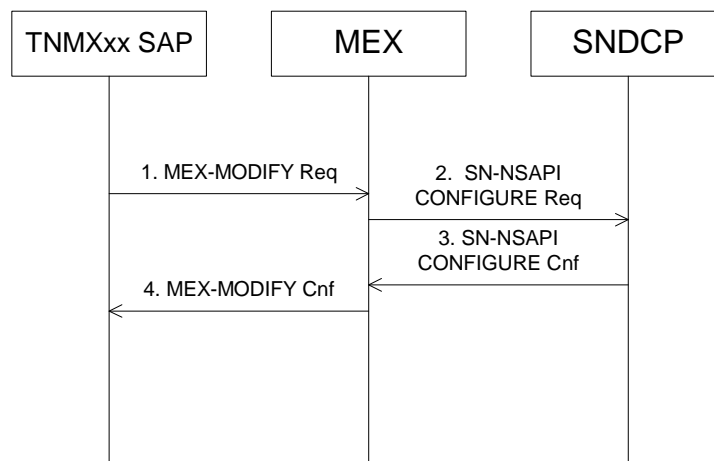 TNMXxx SAP
MEX
SNDCP
1. MEX-MODIFY Req
2. SN-NSAPI
CONFIGURE Req
3. SN-NSAPI
CONFIGURE Cnf
4. MEX-MODIFY Cnf